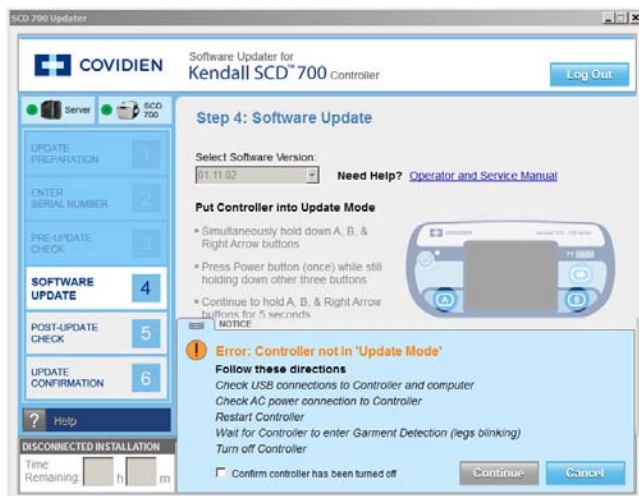 SCD 700 Updater
COVIDIEN
Software Updater for
Kendall SCD™ 700 Controller
Log Out
Server
SCD
700
UPDATE
PREPARATION
1
ENTER
SERIAL NUMBER
2
PRE-UPDATE
CHECK
3
SOFTWARE
UPDATE
4
POST-UPDATE
CHECK
5
UPDATE
CONFIRMATION
6
? Help
DISCONNECTED INSTALLATION
Time
Remaining:
h
m
Step 4: Software Update
Select Software Version:
01.11.02
Need Help? Operator and Service Manual
Put Controller into Update Mode
• Simultaneously hold down A, B, &
Right Arrow buttons
• Press Power button (once) while still
holding down other three buttons
• Continue to hold A, B, & Right Arrow
buttons for 5 seconds
COVIDIEN
A
B
NOTICE
! Error: Controller not in 'Update Mode'
Follow these directions
Check USB connections to Controller and computer
Check AC power connection to Controller
Restart Controller
Wait for Controller to enter Garment Detection (legs blinking)
Turn off Controller
Confirm controller has been turned off
Continue
Cancel